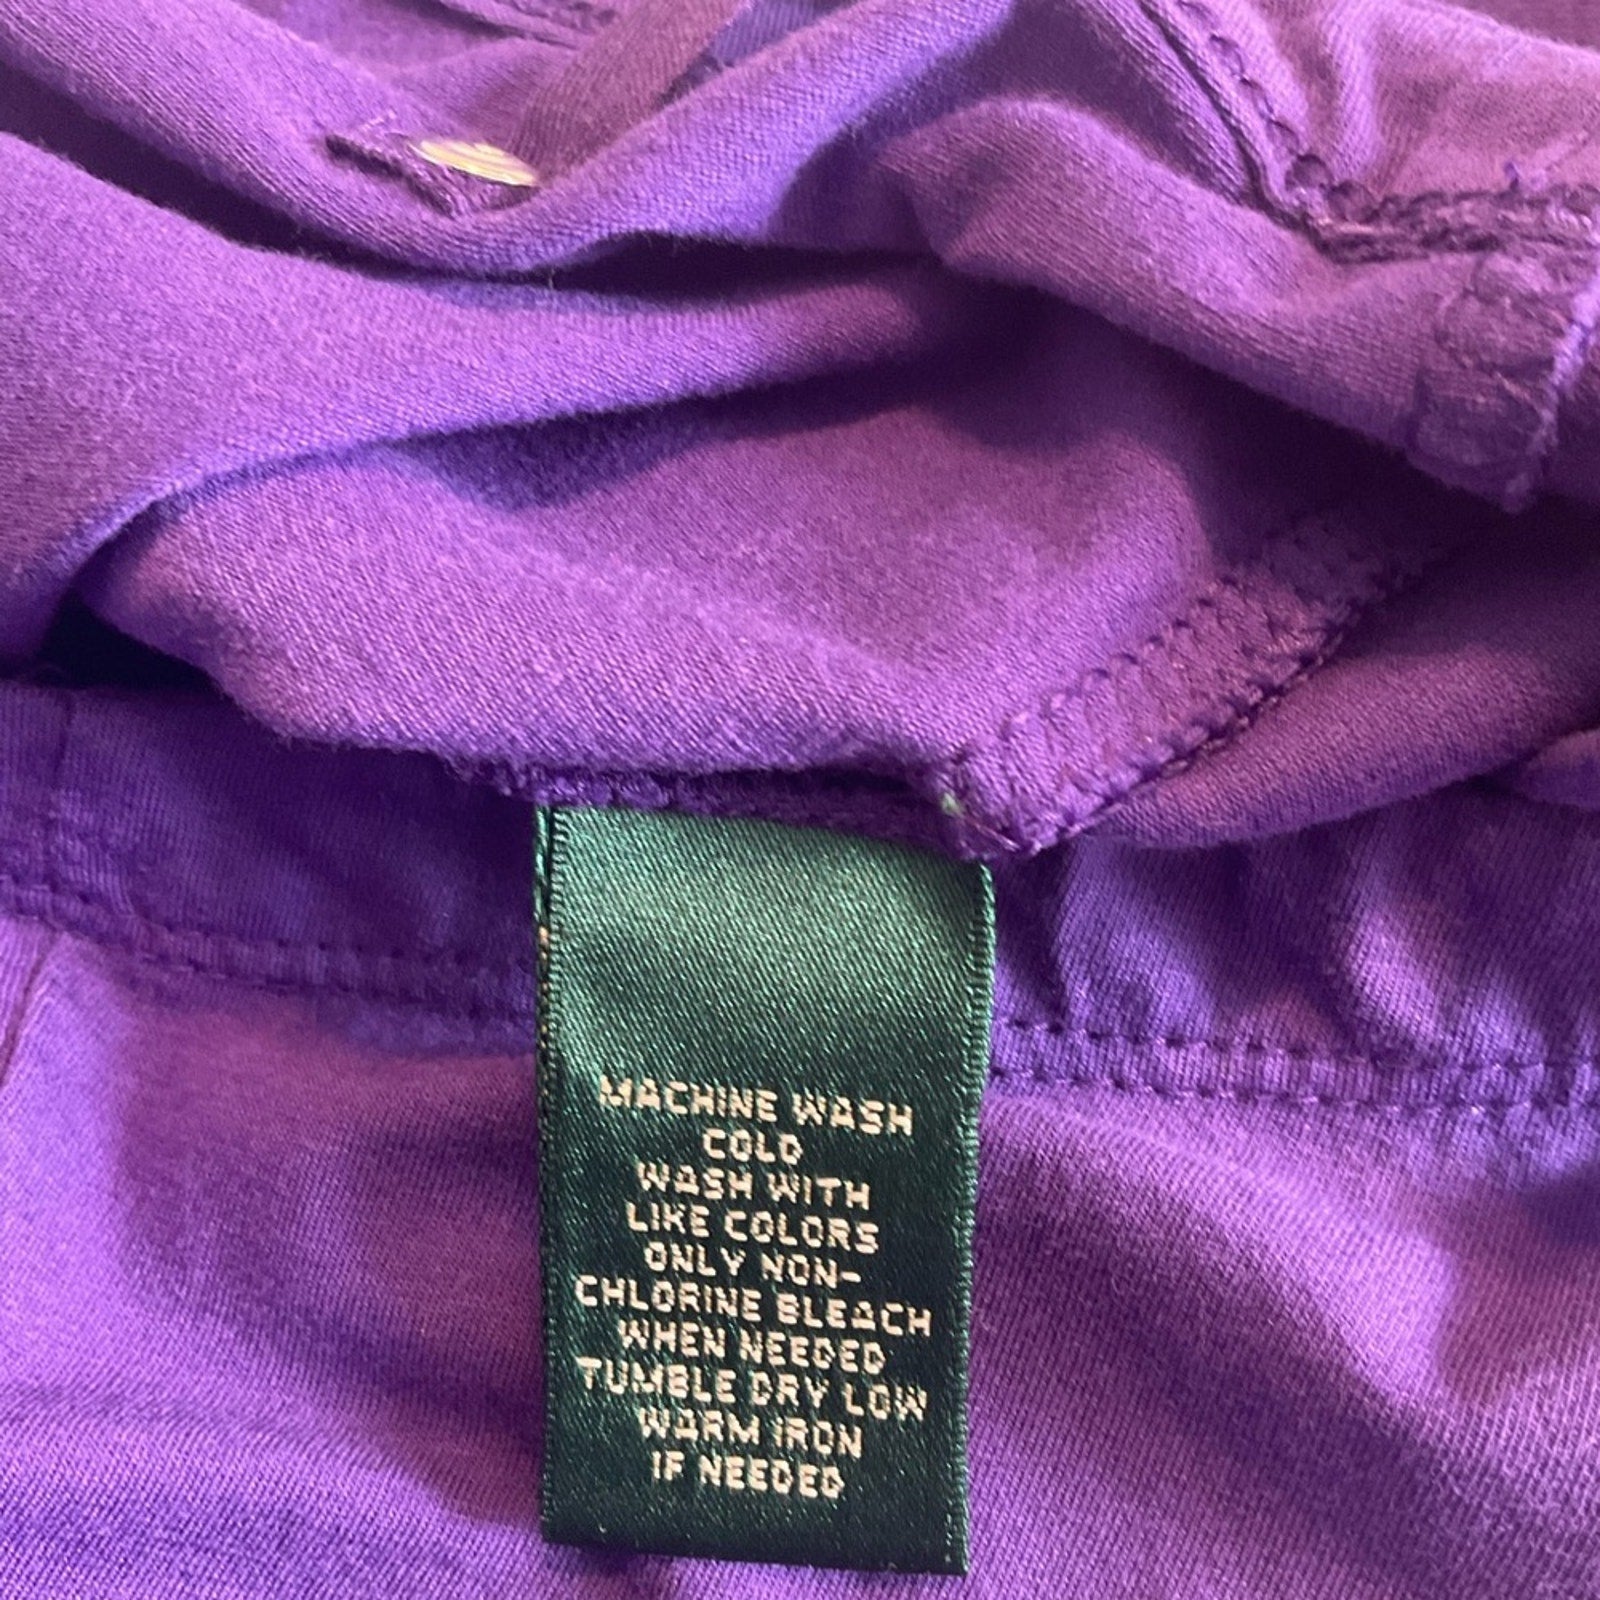 MACHINE WASH
COLD
WASH WITH
LIKE COLORS
ONLY NON-
CHLORINE BLEACH
WHEN NEEDED
TUMBLE DRY LOW
WARM IRON
IF NEEDED